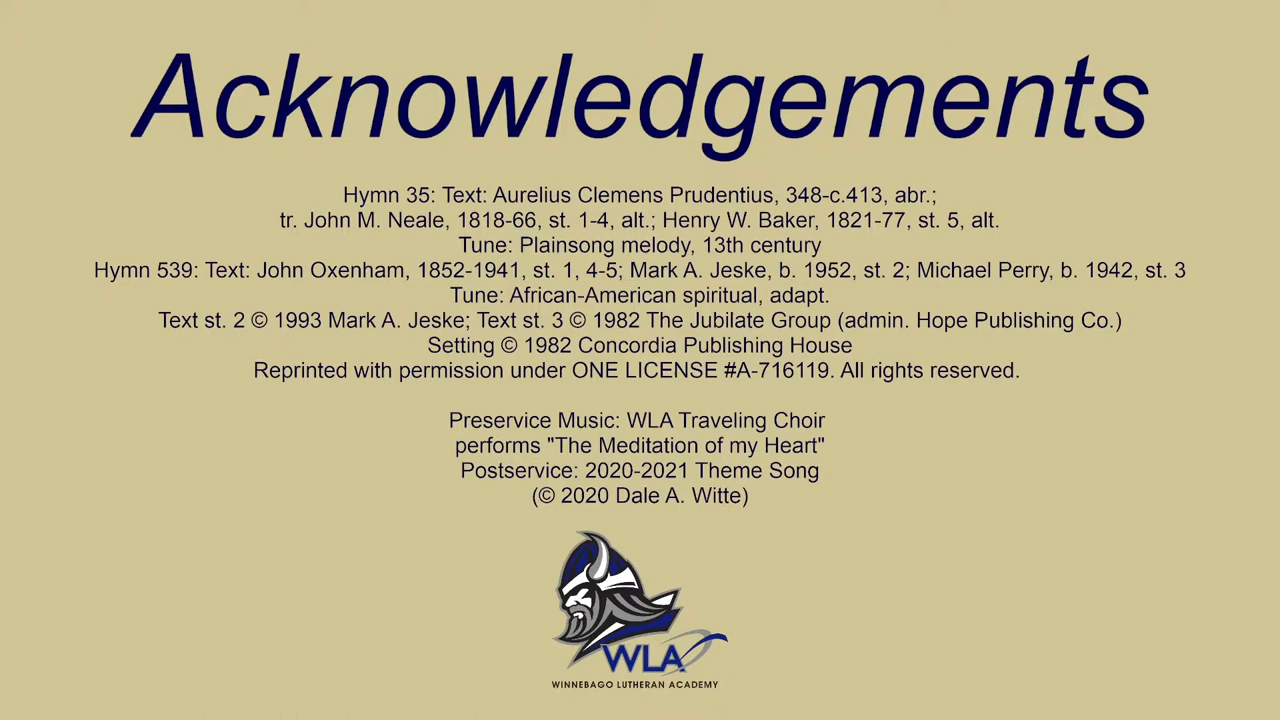 Acknowledgements
Hymn 35: Text: Aurelius Clemens Prudentius, 348-c.413, abr.;
tr. John M. Neale, 1818-66, st. 1-4, alt.; Henry W. Baker, 1821-77, st. 5, alt.
Tune: Plainsong melody, 13th century
Hymn 539: Text: John Oxenham, 1852-1941, st. 1, 4-5; Mark A. Jeske, b. 1952, st. 2; Michael Perry, b. 1942, st. 3
Tune: African-American spiritual, adapt.
Text st. 2 © 1993 Mark A. Jeske; Text st. 3 © 1982 The Jubilate Group (admin. Hope Publishing Co.)
Setting © 1982 Concordia Publishing House
Reprinted with permission under ONE LICENSE #A-716119. All rights reserved.
Preservice Music: WLA Traveling Choir
performs "The Meditation of my Heart"
Postservice: 2020-2021 Theme Song
(© 2020 Dale A. Witte)
WLA
WINNEBAGO LUTHERAN ACADEMY